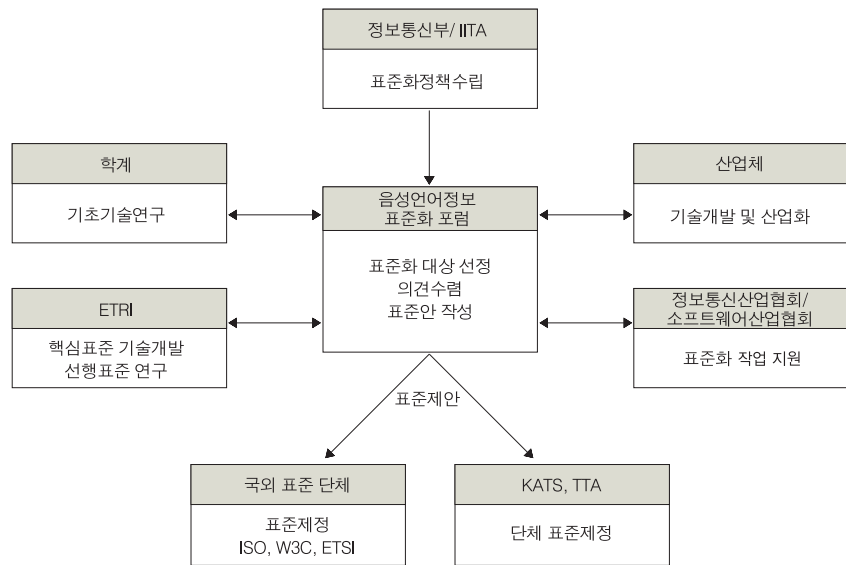 정보통신부/ IITA
표준화정책수립
학계
기초기술연구
음성언어정보
표준화 포럼
표준화 대상 선정
의견수렴
표준안 작성
산업체
기술개발 및 산업화
ETRI
핵심표준 기술개발
선행표준 연구
정보통신산업협회/
소프트웨어산업협회
표준화 작업 지원
표준제안
국외 표준 단체
표준제정
ISO, W3C, ETSI
KATS, TTA
단체 표준제정